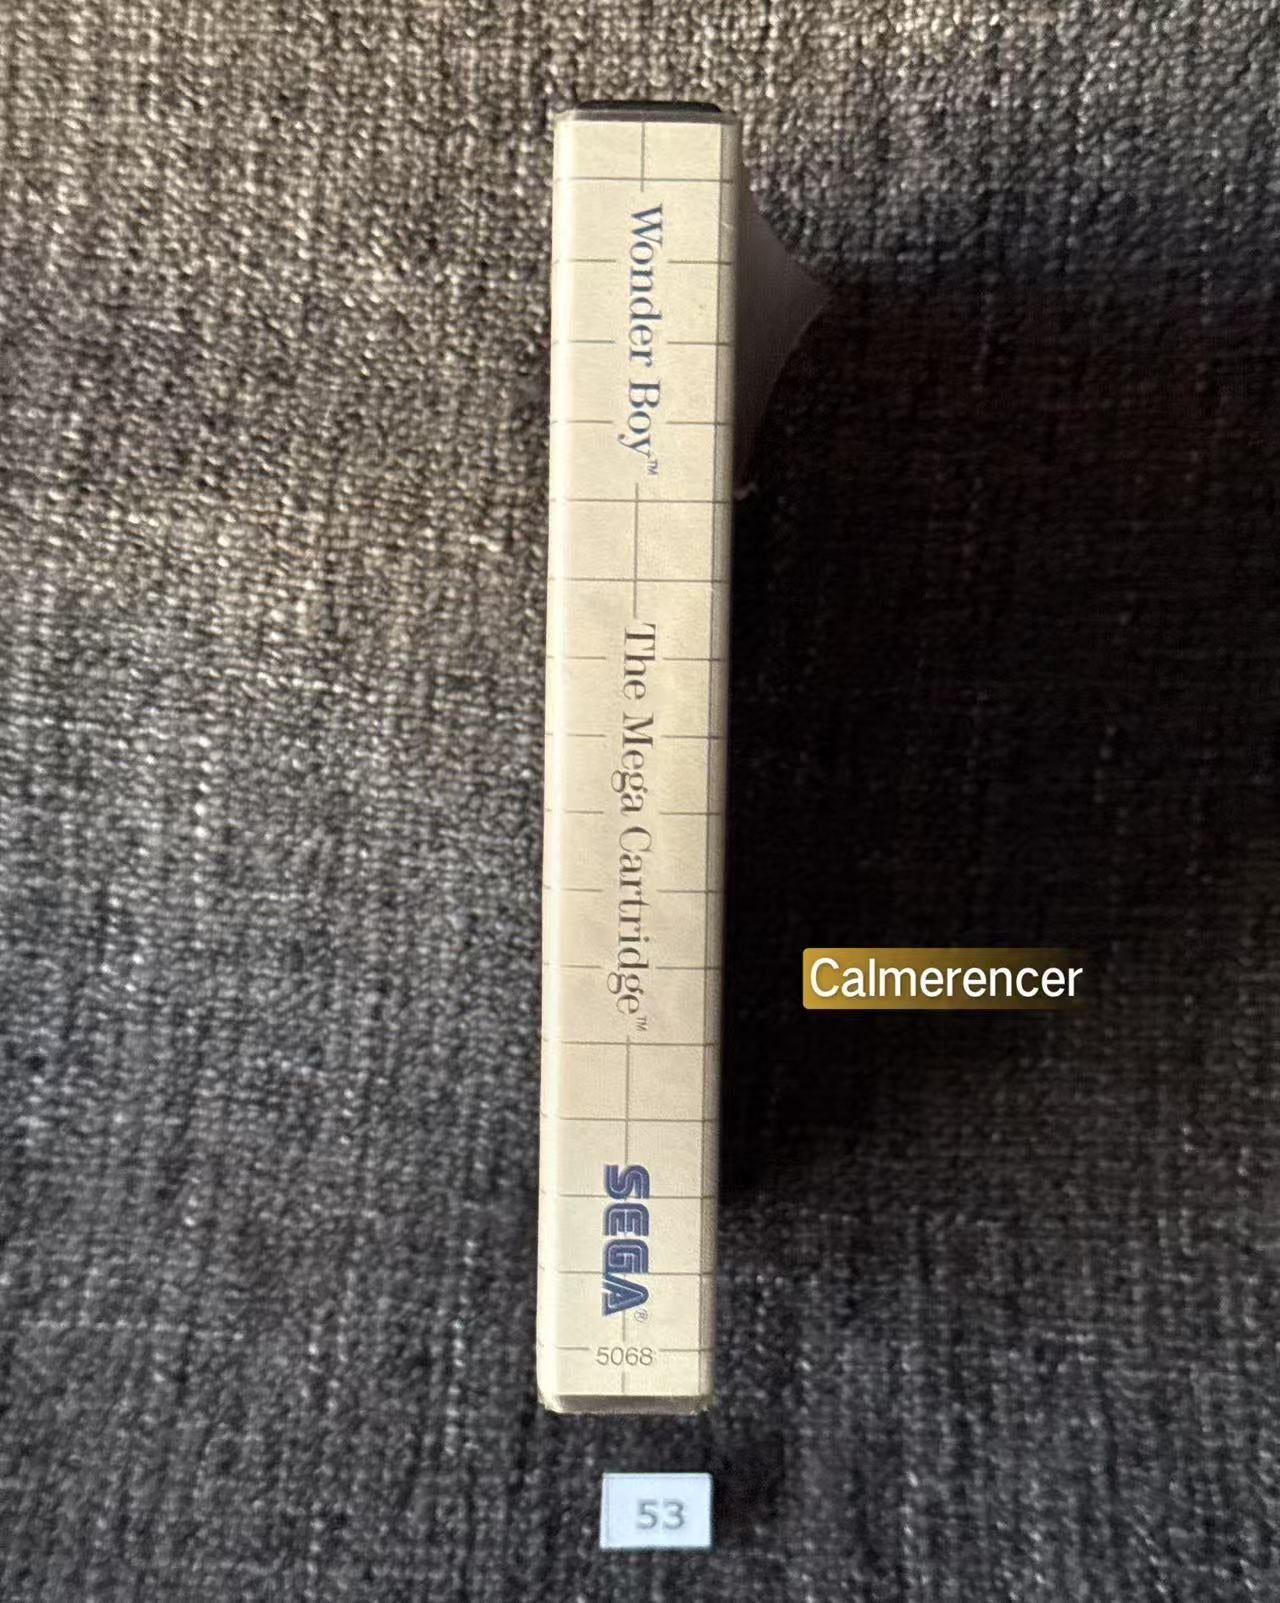 Wonder Boy™
The Mega Cartridge™
SEGA®
5068
Calmerencer
53